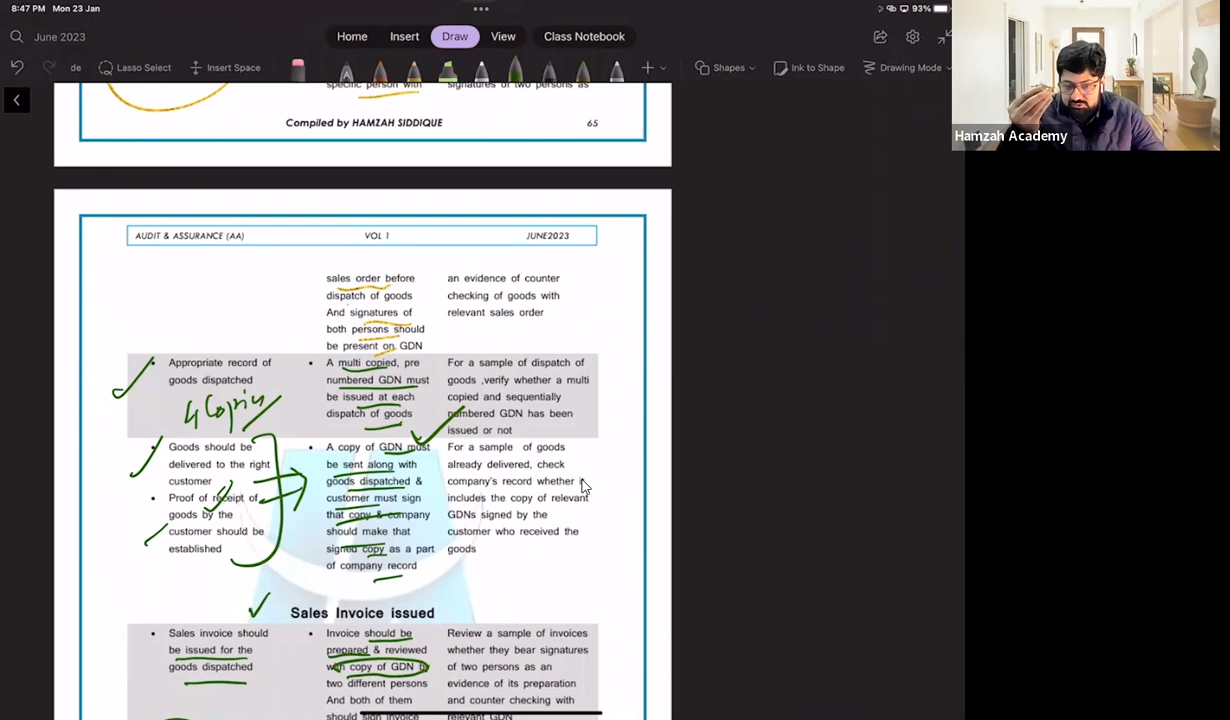 8:47 PM Mon 23 Jan
93%
June 2023
Home Insert Draw View Class Notebook
de Lasso Select Insert Space
Shapes Ink to Shape Drawing Mode
Hamzah Academy
specific person with
signatures of two persons as
Compiled by HAMZAH SIDDIQUE 65
AUDIT & ASSURANCE (AA) VOL 1 JUNE2023
sales order before
dispatch of goods
And signatures of
both persons should
be present on GDN
an evidence of counter
checking of goods with
relevant sales order
• Appropriate record of
goods dispatched
4 Copies
• A multi copied, pre
numbered GDN must
be issued at each
dispatch of goods
For a sample of dispatch of
goods ,verify whether a multi
copied and sequentially
numbered GDN has been
issued or not
• Goods should be
delivered to the right
customer
• Proof of receipt of
goods by the
customer should be
established
• A copy of GDN must
be sent along with
goods dispatched &
customer must sign
that copy & company
should make that
signed copy as a part
of company record
For a sample of goods
already delivered, check
company's record whether it
includes the copy of relevant
GDNs signed by the
customer who received the
goods
Sales Invoice issued
• Sales invoice should
be issued for the
goods dispatched
• Invoice should be
prepared & reviewed
with copy of GDN
two different persons
And both of them
should sign invoice
Review a sample of invoices
whether they bear signatures
of two persons as an
evidence of its preparation
and counter checking with
relevant GDN